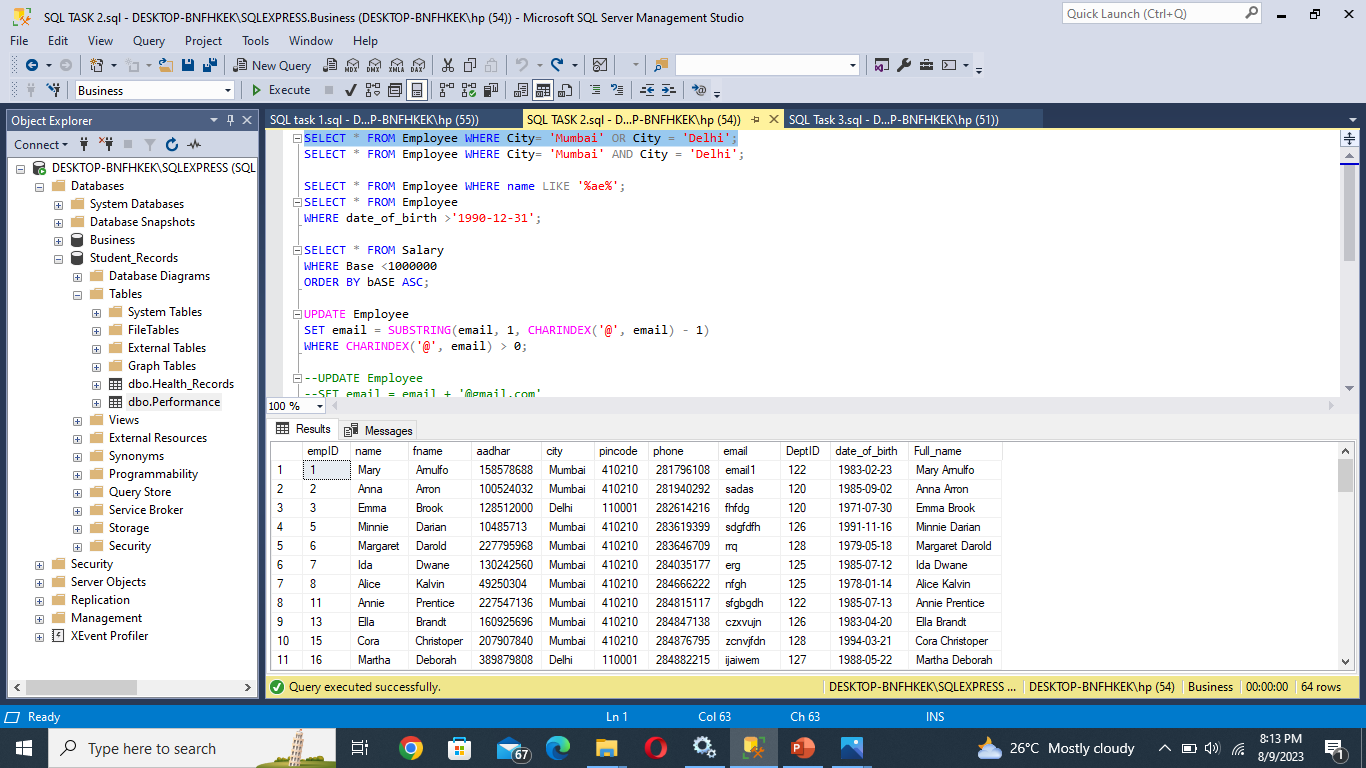 SQL TASK 2.sql - DESKTOP-BNFHKEK\SQLEXPRESS.Business (DESKTOP-BNFHKEK\hp (54)) - Microsoft SQL Server Management Studio
Quick Launch (Ctrl+Q)
File Edit View Query Project Tools Window Help
New Query MDX DMX XMLA DAX
Business Execute
Object Explorer
Connect
DESKTOP-BNFHKEK\SQLEXPRESS (SQL
Databases
System Databases
Database Snapshots
Business
Student_Records
Database Diagrams
Tables
System Tables
FileTables
External Tables
Graph Tables
dbo.Health_Records
dbo.Performance
Views
External Resources
Synonyms
Programmability
Query Store
Service Broker
Storage
Security
Security
Server Objects
Replication
Management
XEvent Profiler
SQL task 1.sql - D...P-BNFHKEK\hp (55)) SQL TASK 2.sql - D...P-BNFHKEK\hp (54)) SQL Task 3.sql - D...P-BNFHKEK\hp (51))
SELECT * FROM Employee WHERE City= 'Mumbai' OR City = 'Delhi';
SELECT * FROM Employee WHERE City= 'Mumbai' AND City = 'Delhi';
SELECT * FROM Employee WHERE name LIKE '%ae%';
SELECT * FROM Employee
WHERE date_of_birth >'1990-12-31';
SELECT * FROM Salary
WHERE Base <1000000
ORDER BY bASE ASC;
UPDATE Employee
SET email = SUBSTRING(email, 1, CHARINDEX('@', email) - 1)
WHERE CHARINDEX('@', email) > 0;
--UPDATE Employee
--SET email = email + '@gmail.com'
100 %
Results Messages
empID name fname aadhar city pincode phone email DeptID date_of_birth Full_name
1 1 Mary Arnulfo 158578688 Mumbai 410210 281796108 email1 122 1983-02-23 Mary Arnulfo
2 2 Anna Arron 100524032 Mumbai 410210 281940292 sadas 120 1985-09-02 Anna Arron
3 3 Emma Brook 128512000 Delhi 110001 282614216 fhfdg 120 1971-07-30 Emma Brook
4 5 Minnie Darian 10485713 Mumbai 410210 283619399 sdgfdfh 126 1991-11-16 Minnie Darian
5 6 Margaret Darold 227795968 Mumbai 410210 283646709 rrq 128 1979-05-18 Margaret Darold
6 7 Ida Dwane 130242560 Mumbai 410210 284035177 erg 125 1985-07-12 Ida Dwane
7 8 Alice Kalvin 49250304 Mumbai 410210 284666222 nfgh 125 1978-01-14 Alice Kalvin
8 11 Annie Prentice 227547136 Mumbai 410210 284815117 sfgbgdh 122 1985-07-13 Annie Prentice
9 13 Ella Brandt 160925696 Mumbai 410210 284847138 czxvujn 126 1983-04-20 Ella Brandt
10 15 Cora Christoper 207907840 Mumbai 410210 284876795 zcnvjfdn 128 1994-03-21 Cora Christoper
11 16 Martha Deborah 389879808 Delhi 110001 284882215 ijaiwem 127 1988-05-22 Martha Deborah
Query executed successfully. DESKTOP-BNFHKEK\SQLEXPRESS ... DESKTOP-BNFHKEK\hp (54) Business 00:00:00 64 rows
Ready Ln 1 Col 63 Ch 63 INS
Type here to search 67 26°C Mostly cloudy 8:13 PM
8/9/2023 1